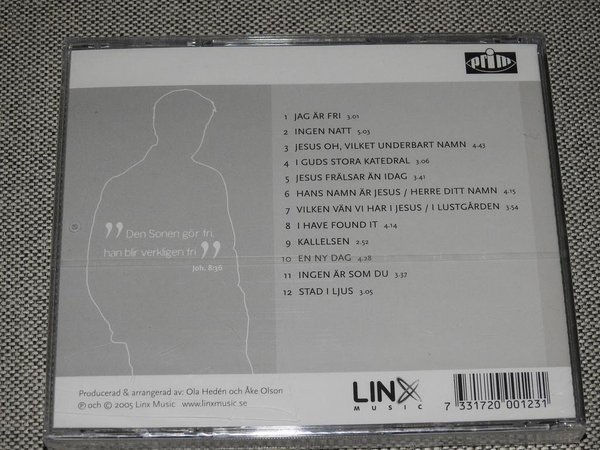 prim
1 JAG ÄR FRI 3.01
2 INGEN NATT 5.03
3 JESUS OH, VILKET UNDERBART NAMN 4.43
4 I GUDS STORA KATEDRAL 3.06
5 JESUS FRÄLSAR ÄN IDAG 3.41
6 HANS NAMN ÄR JESUS / HERRE DITT NAMN 4.15
7 VILKEN VÄN VI HAR I JESUS / I LUSTGÅRDEN 3.54
8 I HAVE FOUND IT 4.14
9 KALLELSEN 2.52
10 EN NY DAG 4.28
11 INGEN ÄR SOM DU 3.37
12 STAD I LJUS 3.05
”Den Sonen gör fri,
han blir verkligen fri”
Joh. 8:36
Producerad & arrangerad av: Ola Hedén och Åke Olson
℗ och © 2005 Linx Music www.linxmusic.se
LINX
MUSIC
7 331720 001231